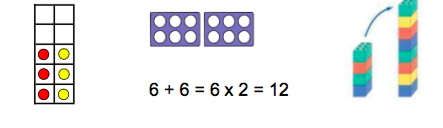 6 + 6 = 6 x 2 = 12